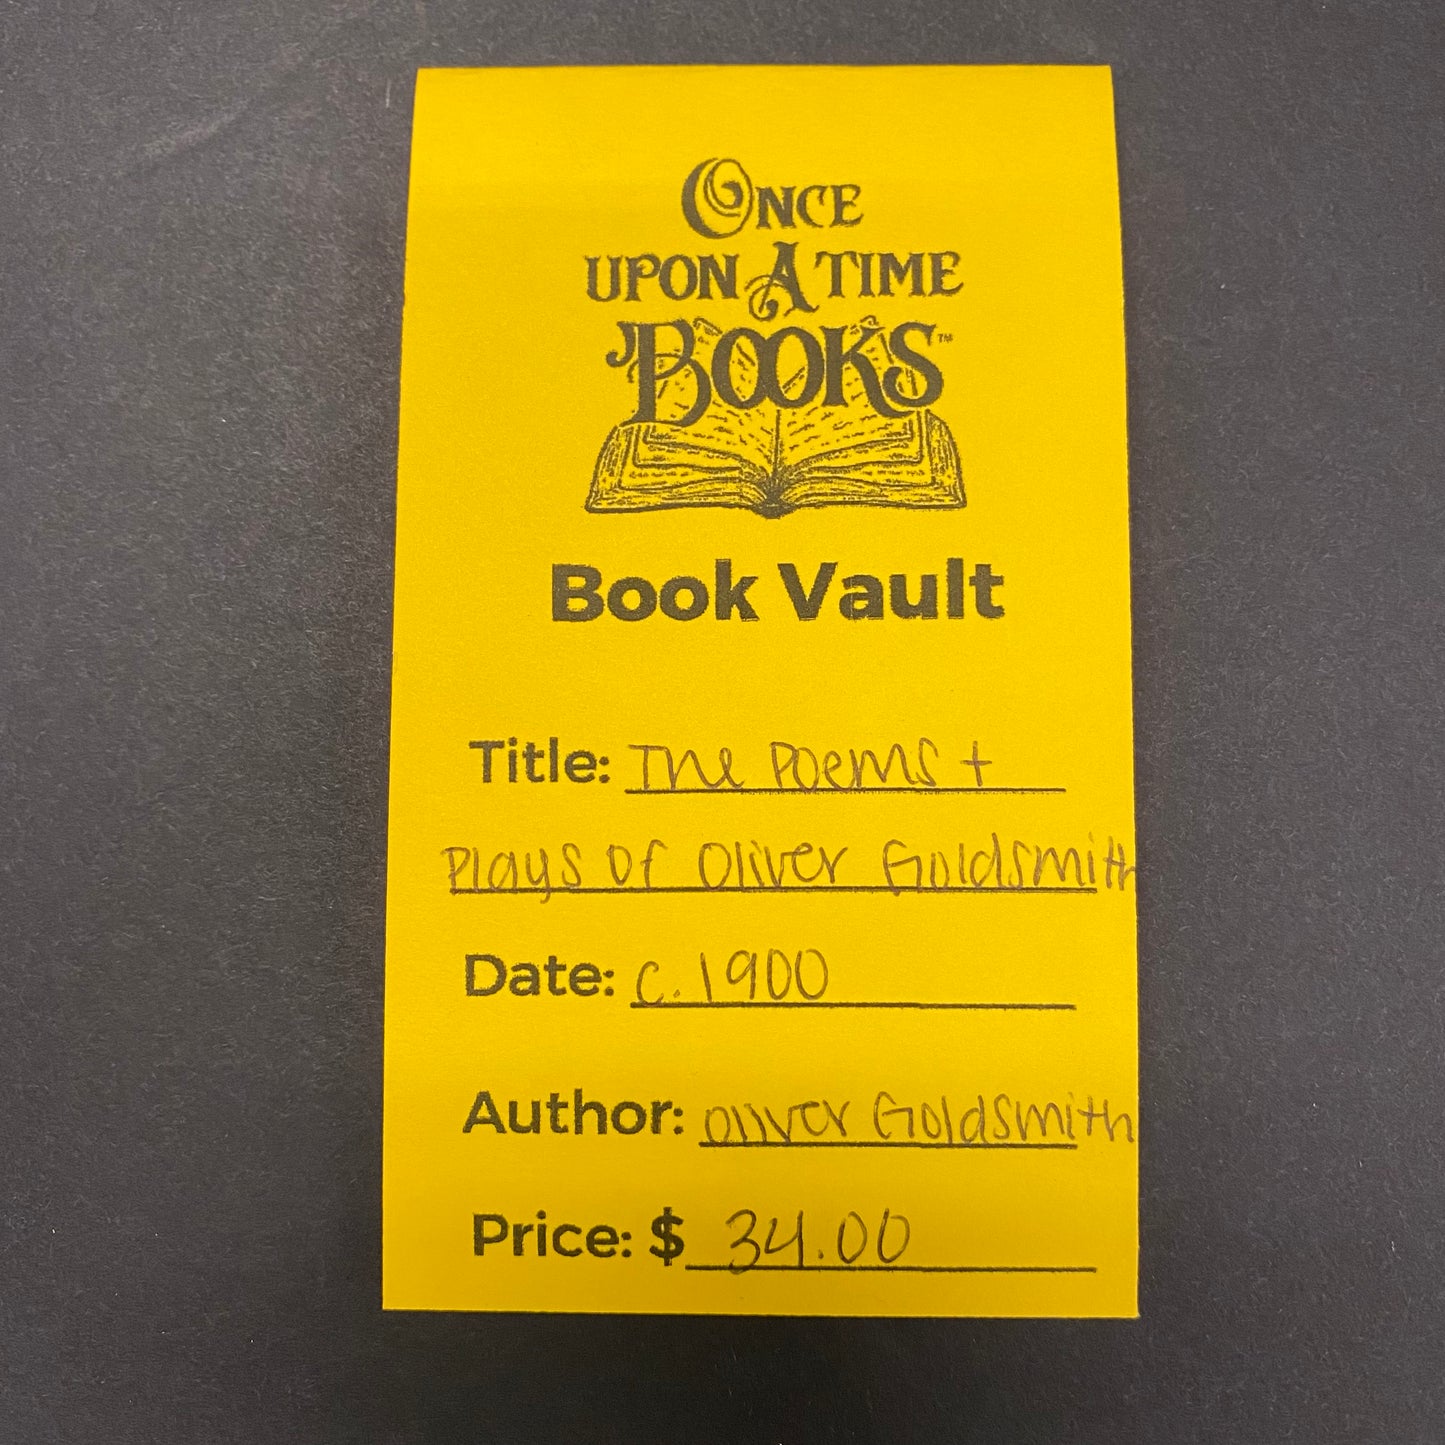 ONCE
UPON A TIME
BOOKS™
Book Vault
Title: The Poems +
Plays of Oliver Goldsmith
Date: c. 1900
Author: Oliver Goldsmith
Price: $ 34.00